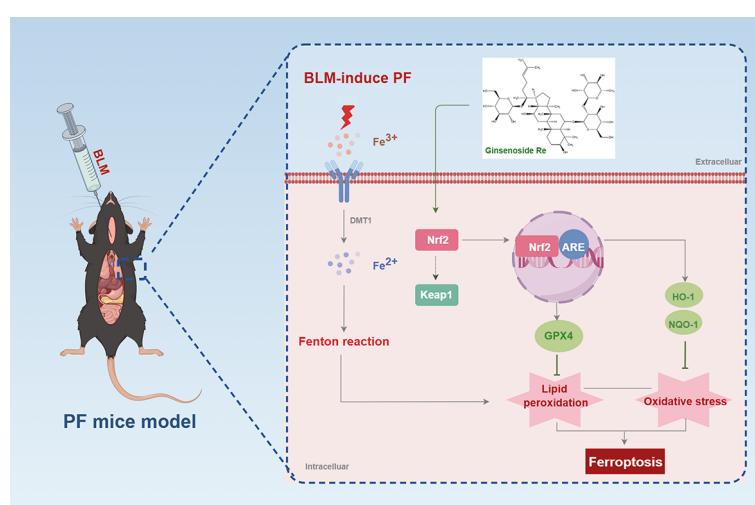 BLM-induce PF
Ginsenoside Re
Fe3+
BLM
Extracelluar
DMT1
Nrf2
Nrf2
ARE
Fe2+
Keap1
HO-1
NQO-1
GPX4
Fenton reaction
Lipid
peroxidation
Oxidative stress
PF mice model
Ferroptosis
Intracelluar